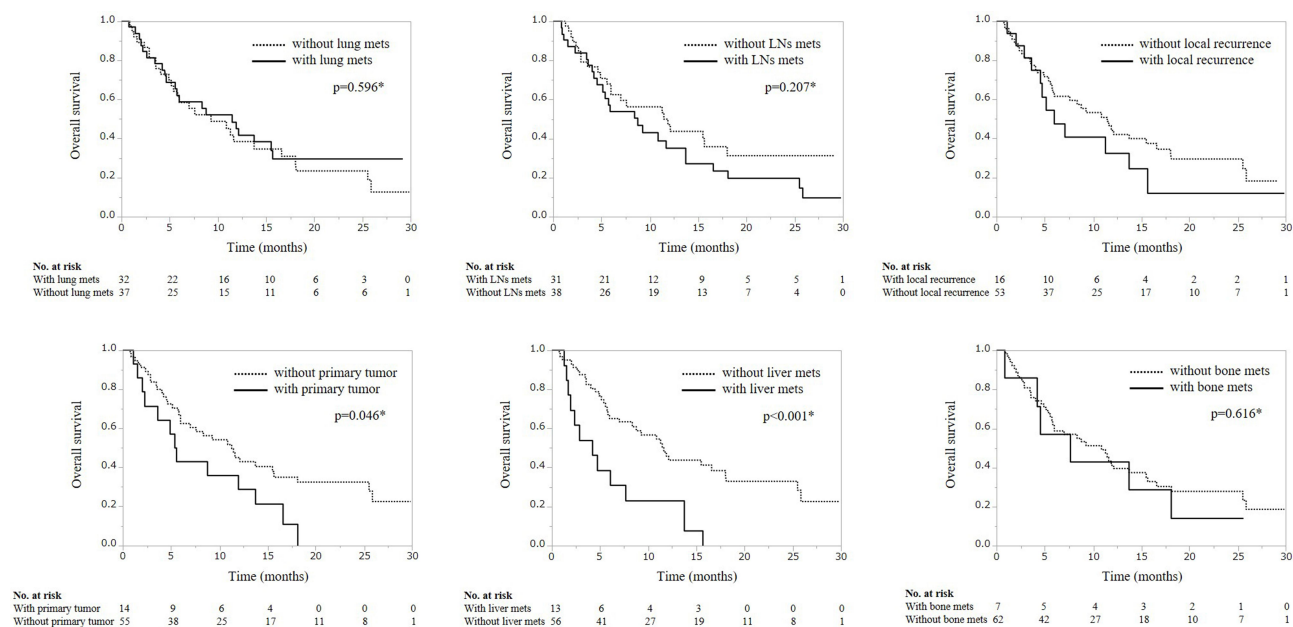 Overall survival
1.0
0.8
0.6
0.4
0.2
0.0
without lung mets
with lung mets
p=0.596*
0 5 10 15 20 25 30
Time (months)
No. at risk
With lung mets 32 22 16 10 6 3 0
Without lung mets 37 25 15 11 6 6 1
Overall survival
1.0
0.8
0.6
0.4
0.2
0.0
without LNs mets
with LNs mets
p=0.207*
0 5 10 15 20 25 30
Time (months)
No. at risk
With LNs mets 31 21 12 9 5 5 1
Without LNs mets 38 26 19 13 7 4 0
Overall survival
1.0
0.8
0.6
0.4
0.2
0.0
without local recurrence
with local recurrence
0 5 10 15 20 25 30
Time (months)
No. at risk
With local recurrence 16 10 6 4 2 2 1
Without local recurrence 53 37 25 17 10 7 1
Overall survival
1.0
0.8
0.6
0.4
0.2
0.0
without primary tumor
with primary tumor
p=0.046*
0 5 10 15 20 25 30
Time (months)
No. at risk
With primary tumor 14 9 6 4 0 0 0
Without primary tumor 55 38 25 17 11 8 1
Overall survival
1.0
0.8
0.6
0.4
0.2
0.0
without liver mets
with liver mets
p<0.001*
0 5 10 15 20 25 30
Time (months)
No. at risk
With liver mets 13 6 4 3 0 0 0
Without liver mets 56 41 27 19 11 8 1
Overall survival
1.0
0.8
0.6
0.4
0.2
0.0
without bone mets
with bone mets
p=0.616*
0 5 10 15 20 25 30
Time (months)
No. at risk
With bone mets 7 5 4 3 2 1 0
Without bone mets 62 42 27 18 10 7 1